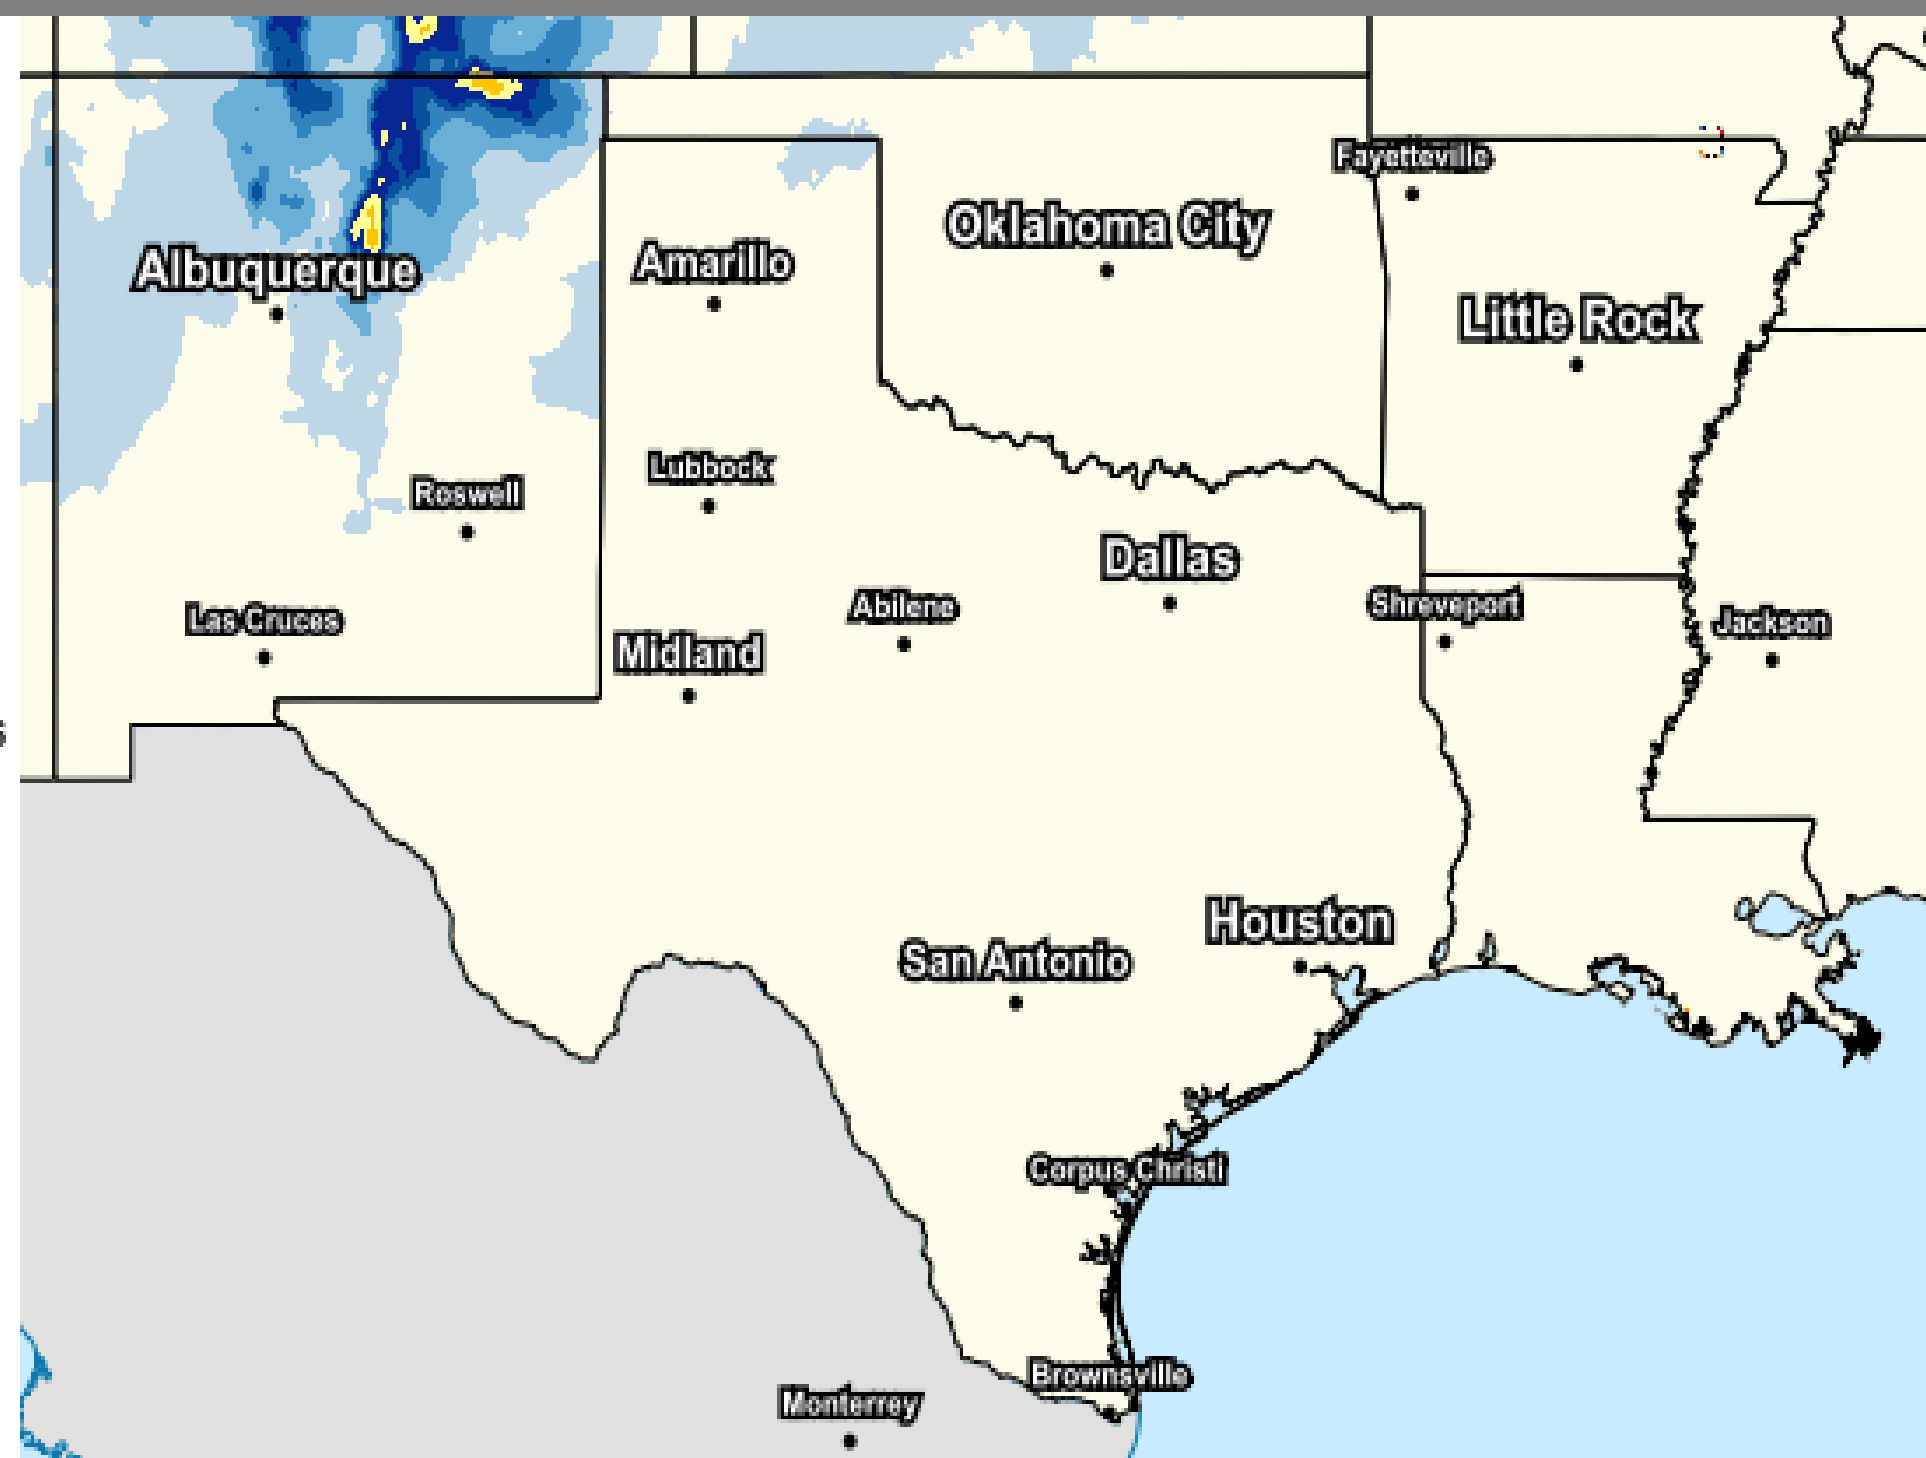 Fayetteville
Oklahoma City
Albuquerque
Amarillo
Little Rock
Lubbock
Roswell
Dallas
Las Cruces
Abilene
Shreveport
Jackson
Midland
s
Houston
San Antonio
Corpus Christi
Brownsville
Monterrey